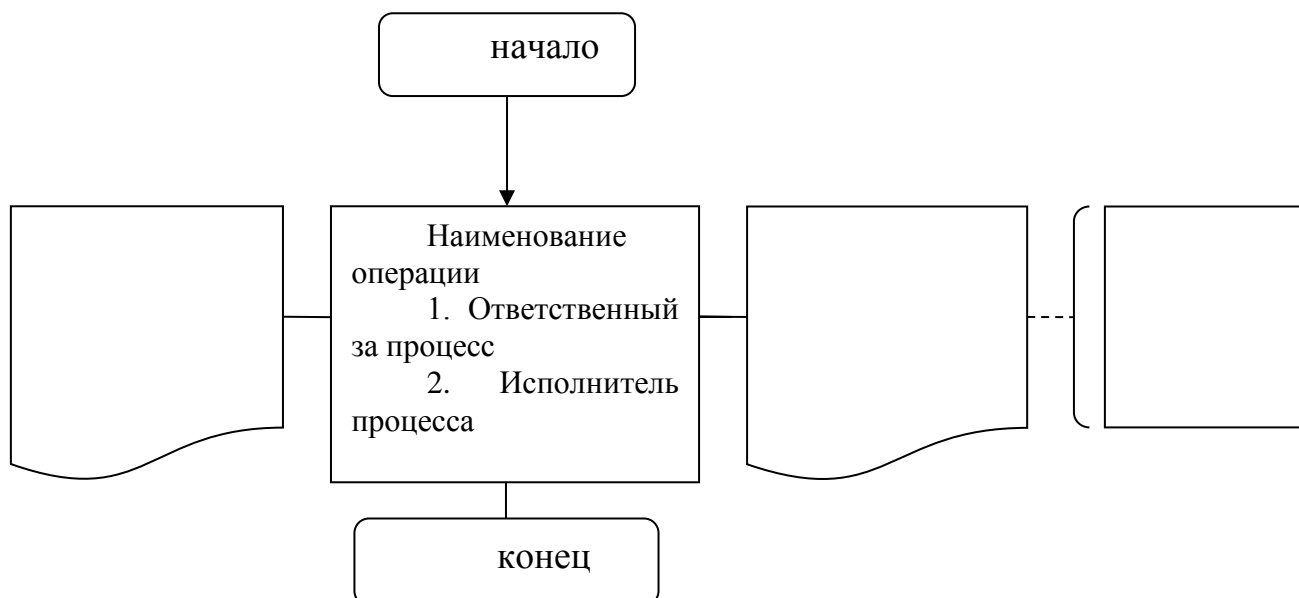 начало
Наименование
операции
1. Ответственный
за процесс
2. Исполнитель
процесса
конец